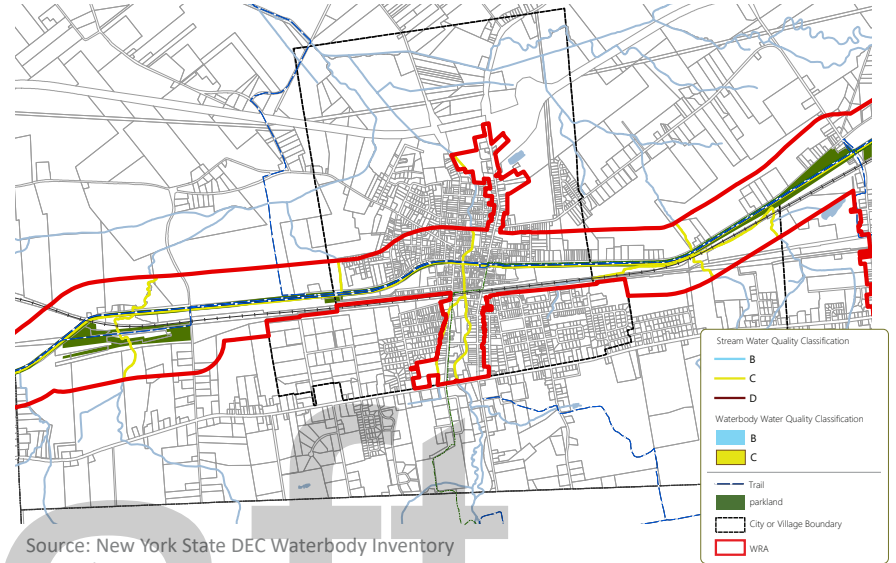 Stream Water Quality Classification
B
C
D
Waterbody Water Quality Classification
B
C
Trail
parkland
City or Village Boundary
WRA
Source: New York State DEC Waterbody Inventory